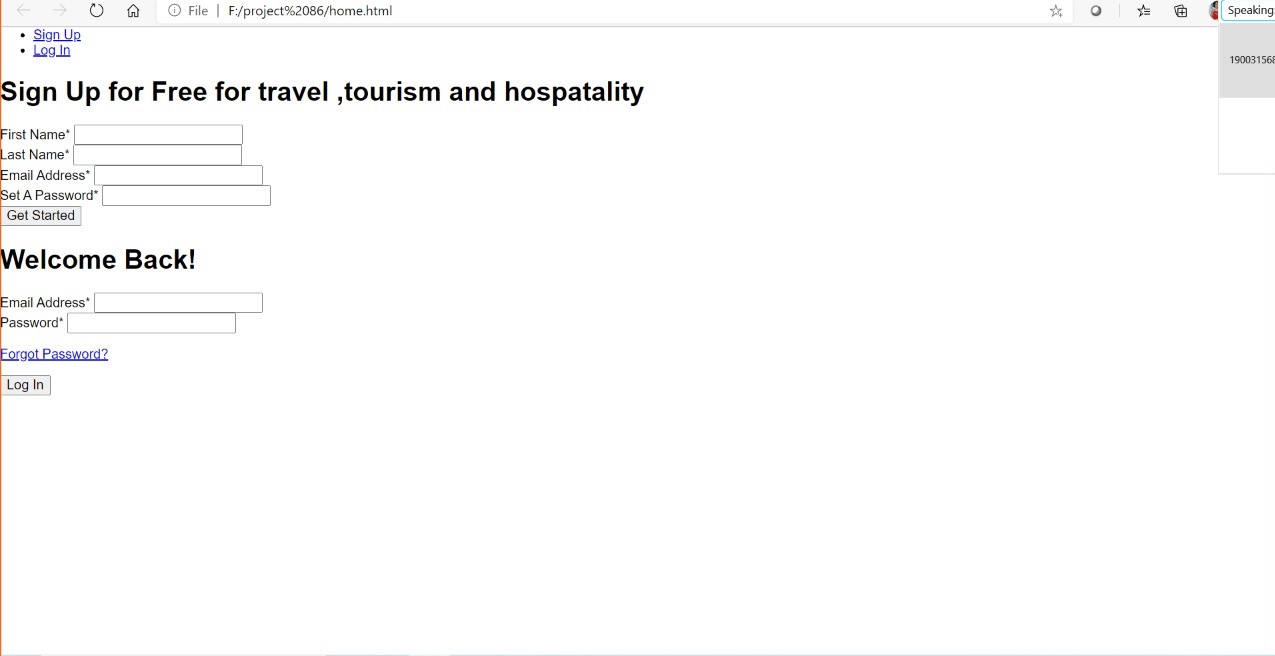 File | F:/project%2086/home.html
Speaking:
19003156
Sign Up
Log In
Sign Up for Free for travel ,tourism and hospatality
First Name*
Last Name*
Email Address*
Set A Password*
Get Started
Welcome Back!
Email Address*
Password*
Forgot Password?
Log In